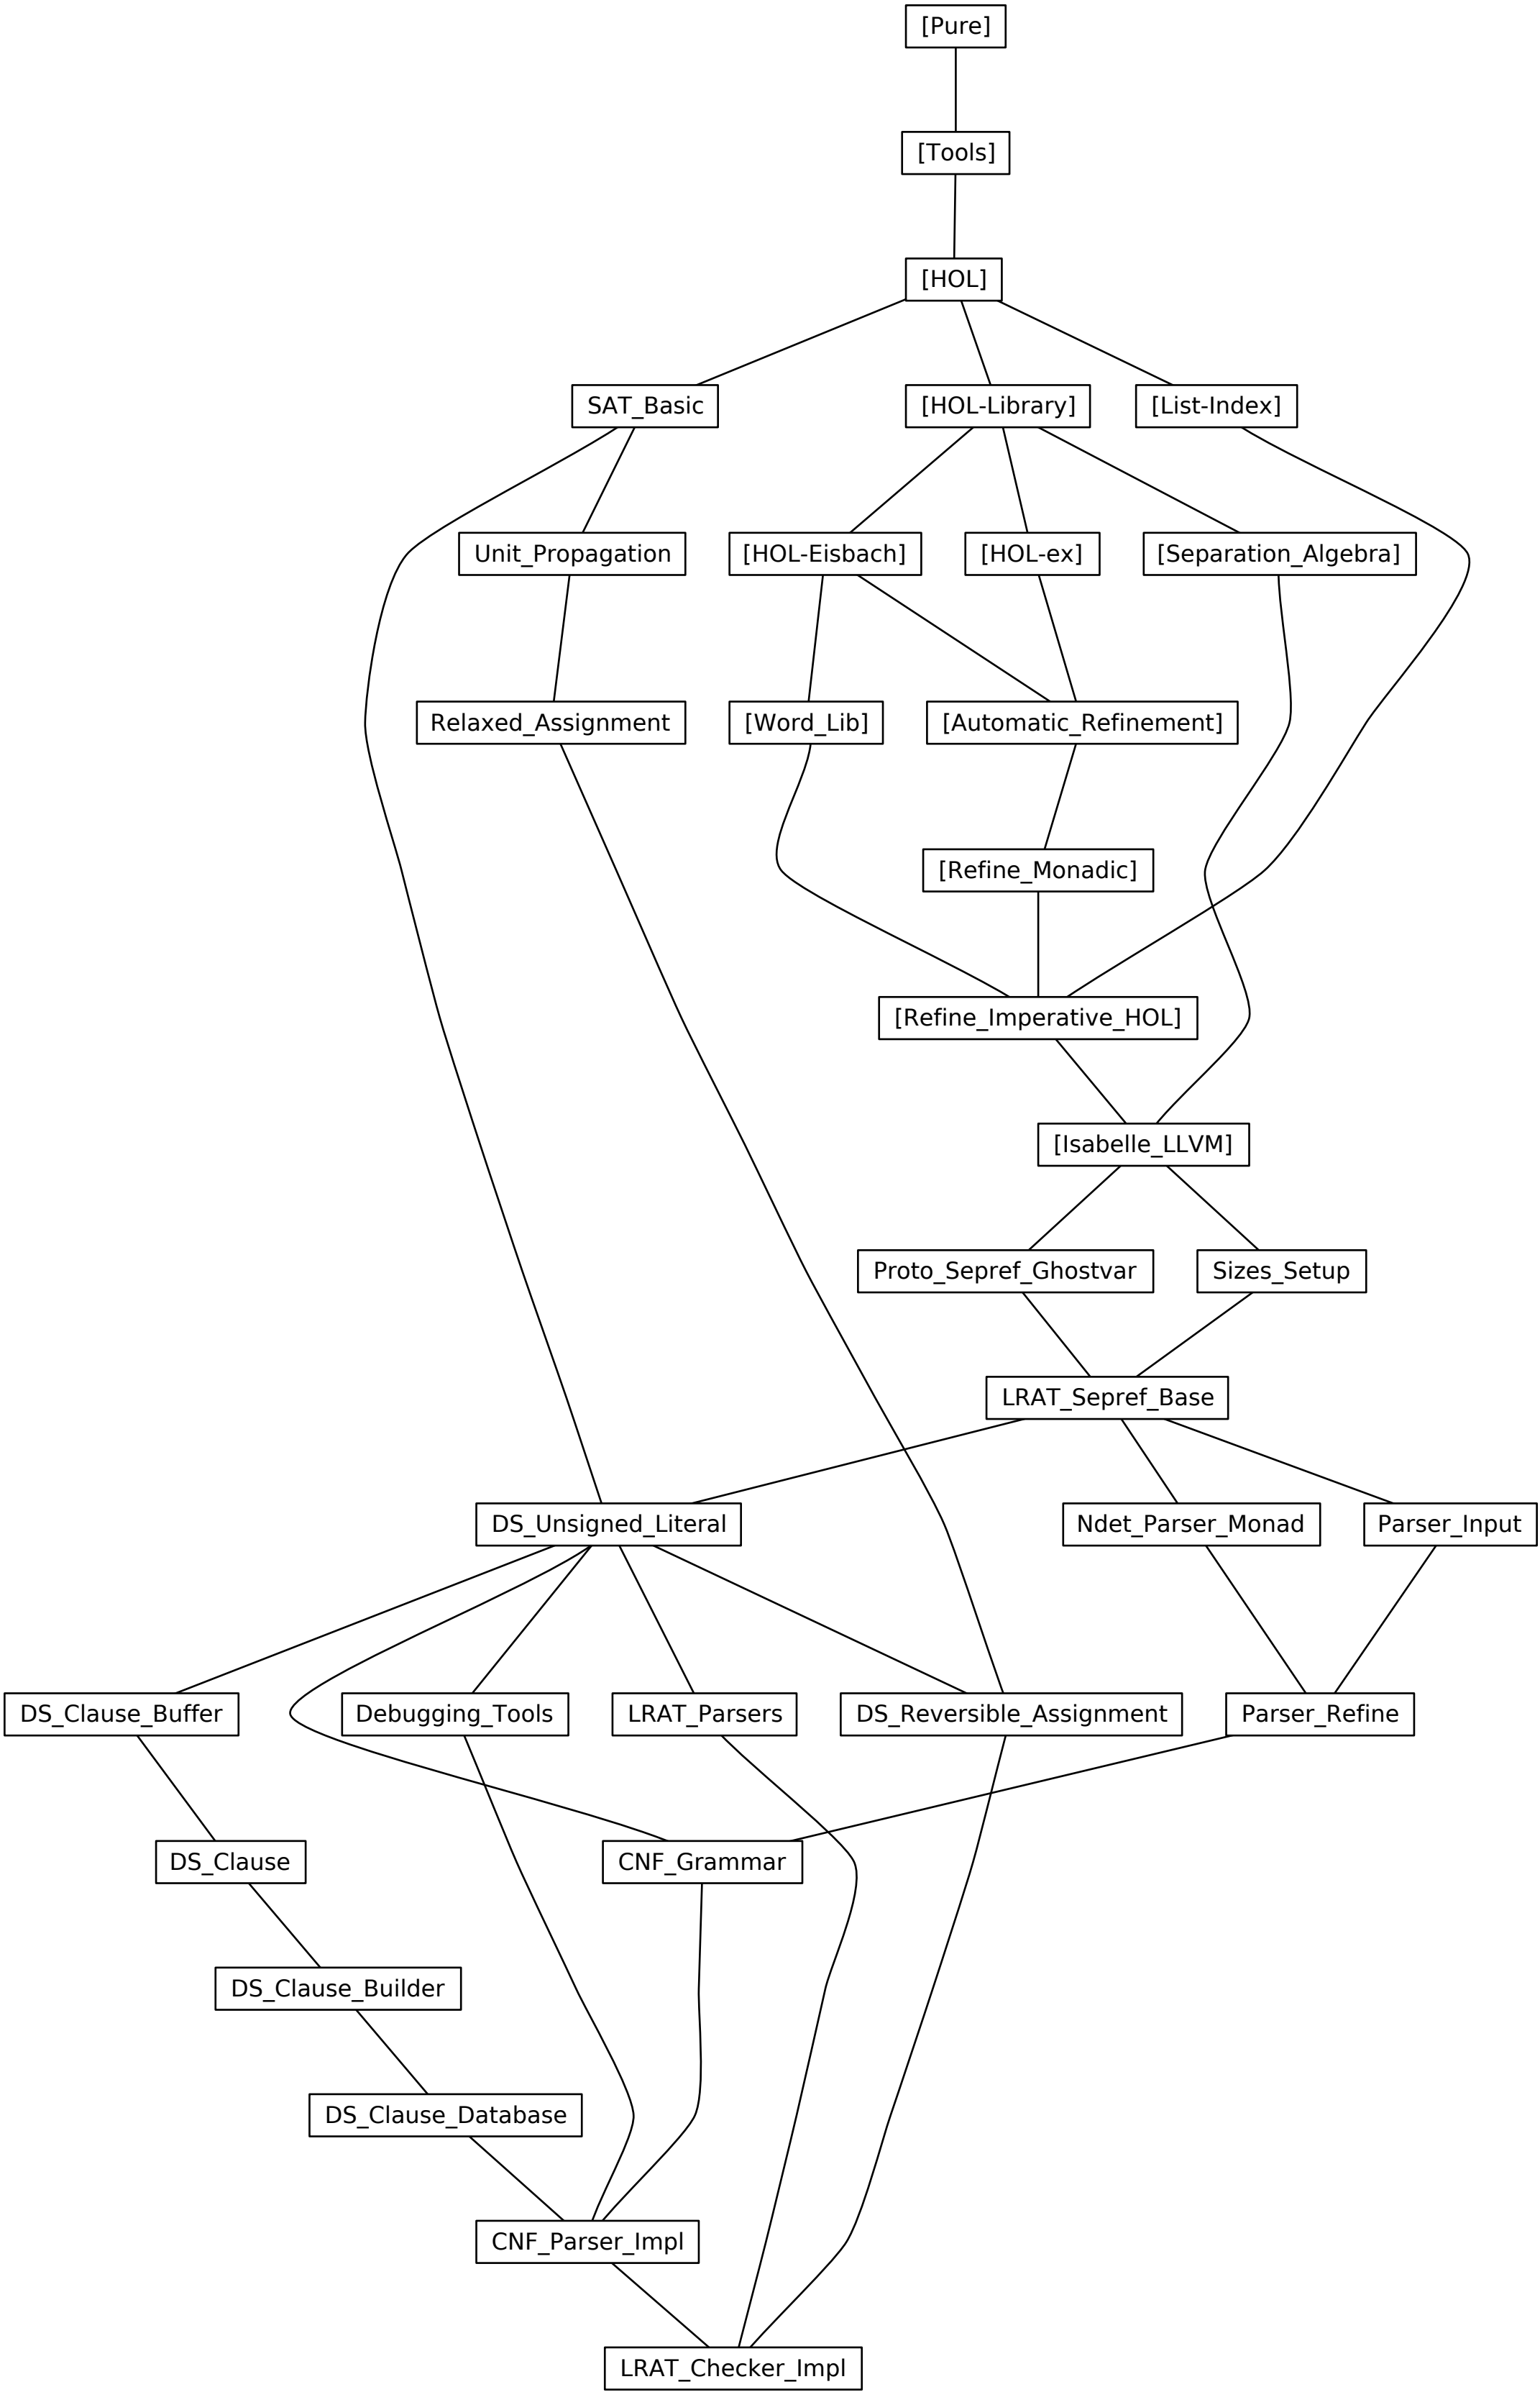 [Pure]
[Tools]
[HOL]
SAT_Basic
[HOL-Library]
[List-Index]
Unit_Propagation
[HOL-Eisbach]
[HOL-ex]
[Separation_Algebra]
Relaxed_Assignment
[Word_Lib]
[Automatic_Refinement]
[Refine_Monadic]
[Refine_Imperative_HOL]
[Isabelle_LLVM]
Proto_Sepref_Ghostvar
Sizes_Setup
LRAT_Sepref_Base
DS_Unsigned_Literal
Ndet_Parser_Monad
Parser_Input
DS_Clause_Buffer
Debugging_Tools
LRAT_Parsers
DS_Reversible_Assignment
Parser_Refine
DS_Clause
CNF_Grammar
DS_Clause_Builder
DS_Clause_Database
CNF_Parser_Impl
LRAT_Checker_Impl